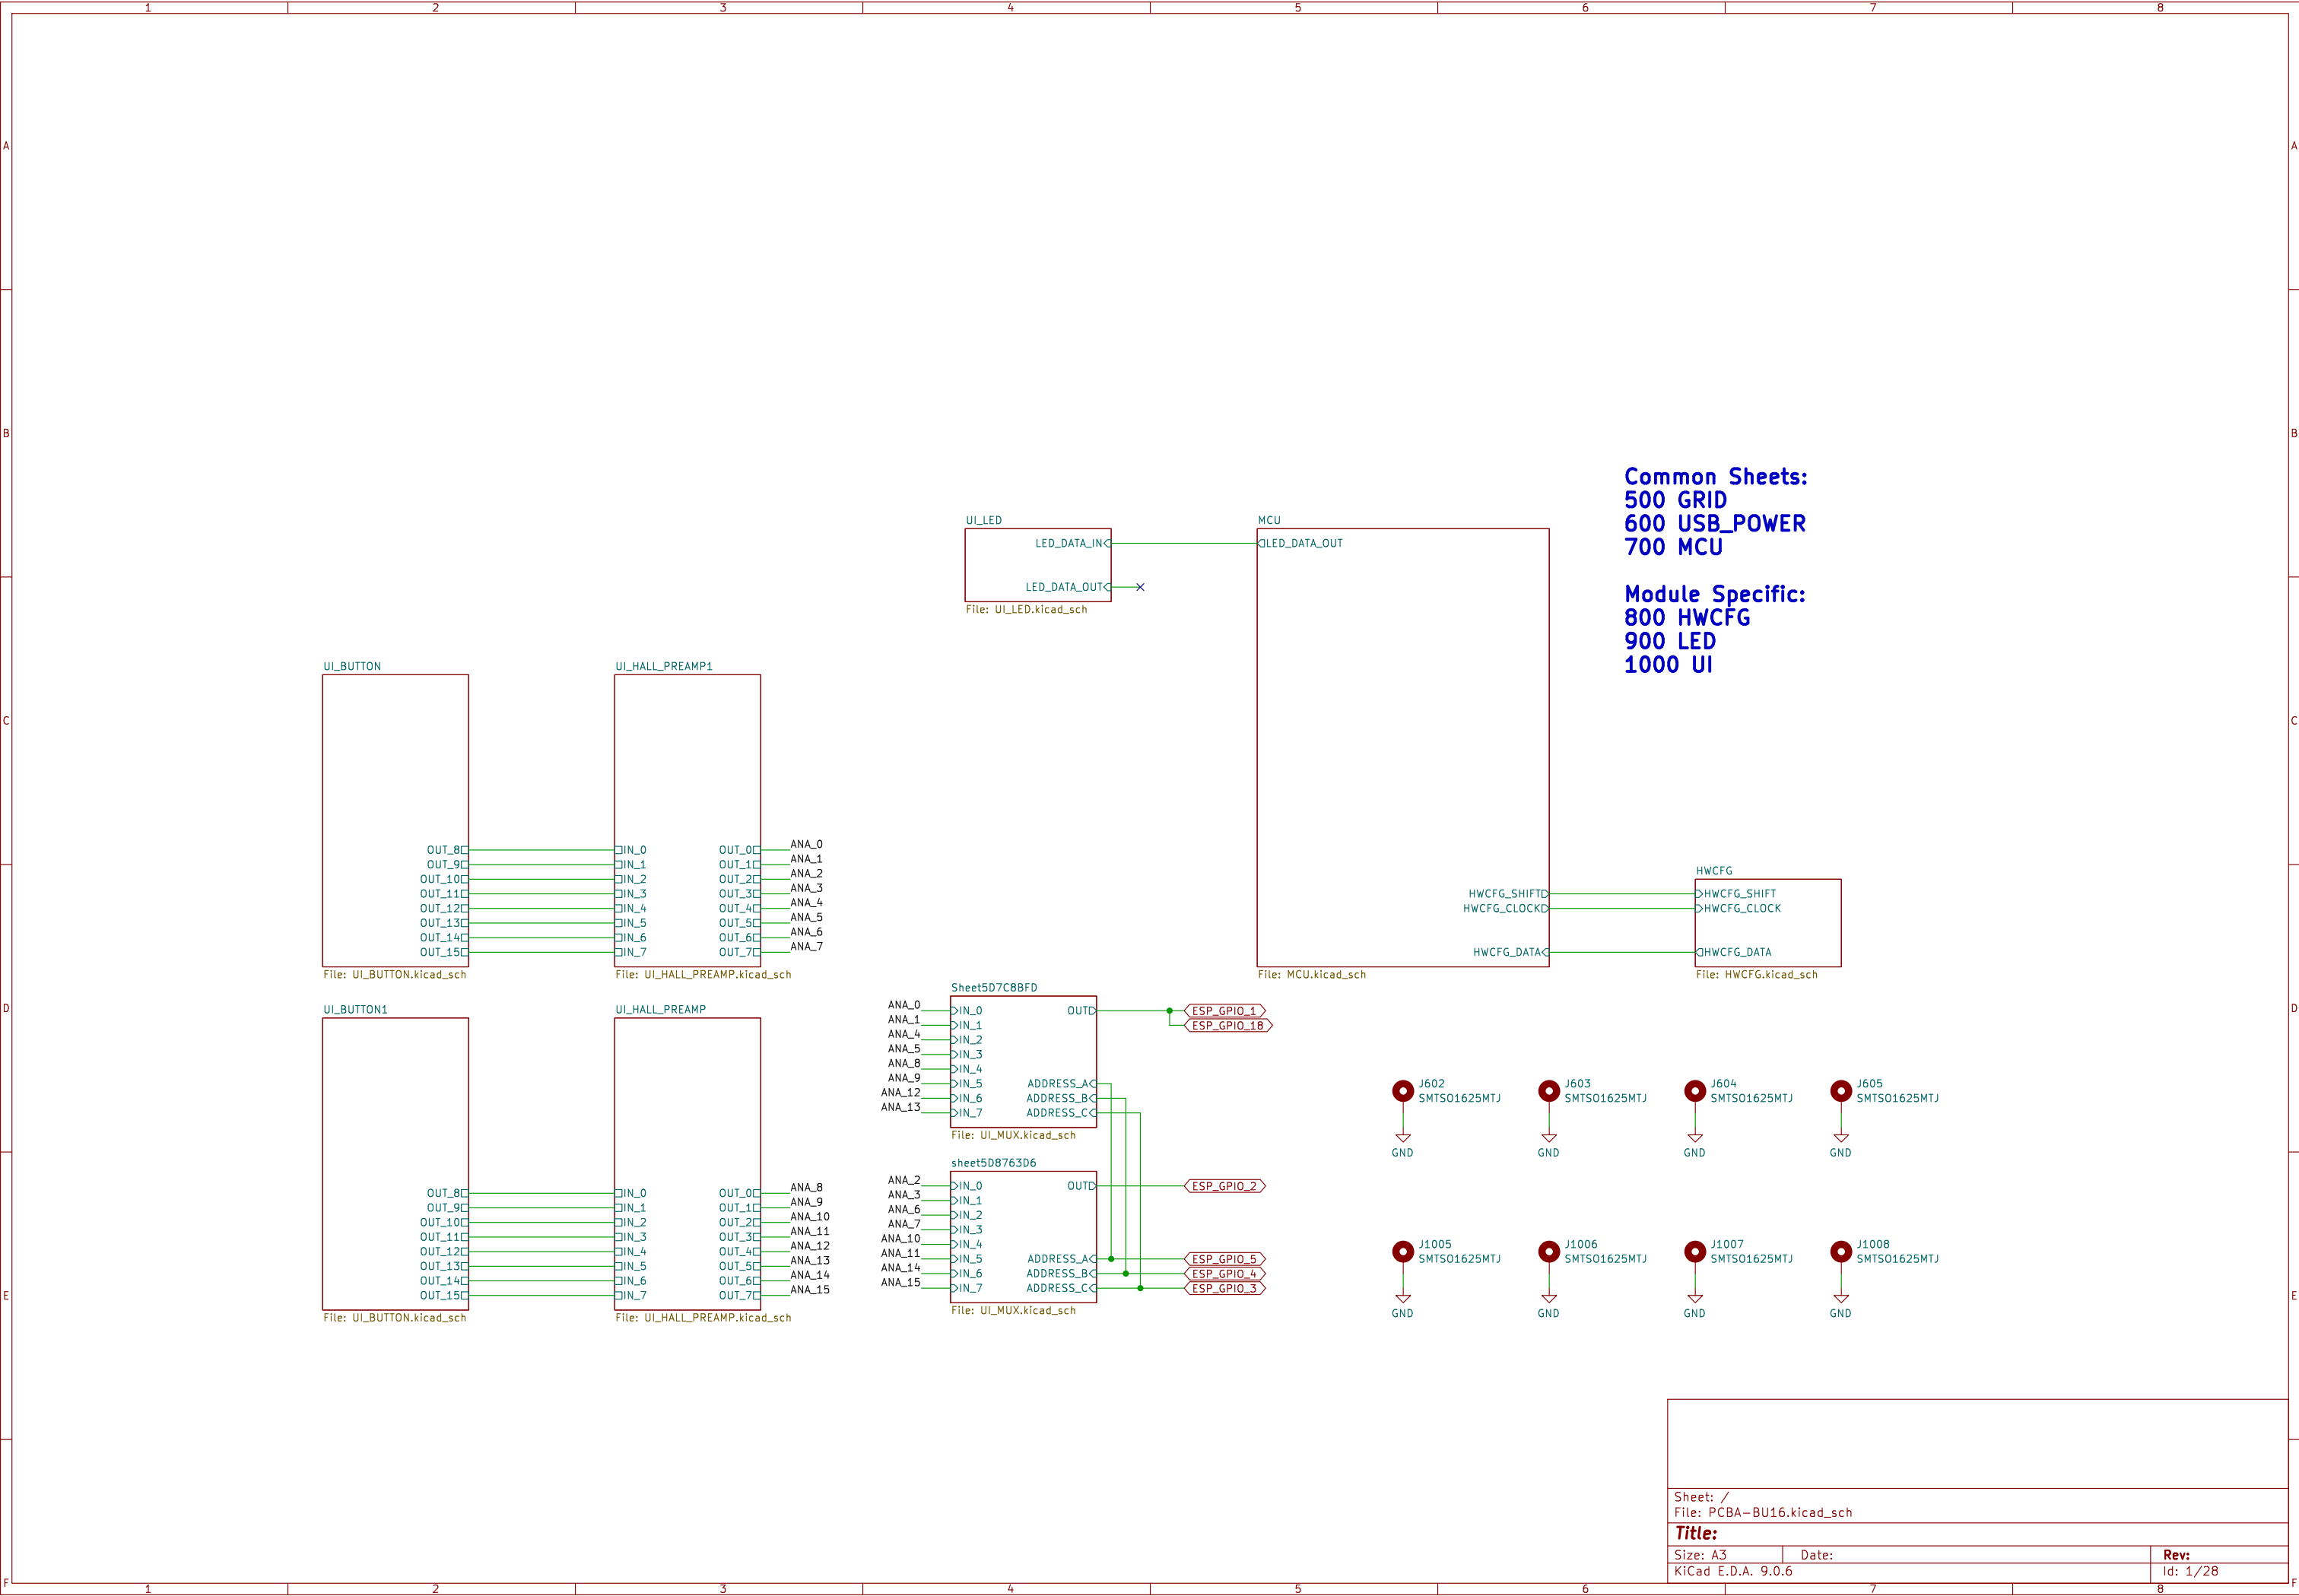 1 2 3 4 5 6 7 8
A A
B B
Common Sheets:
500 GRID
600 USB_POWER
700 MCU
Module Specific:
800 HWCFG
900 LED
1000 UI
UI_LED
LED_DATA_IN
LED_DATA_OUT
File: UI_LED.kicad_sch
MCU
LED_DATA_OUT
HWCFG_SHIFT
HWCFG_CLOCK
HWCFG_DATA
File: MCU.kicad_sch
HWCFG
HWCFG_SHIFT
HWCFG_CLOCK
HWCFG_DATA
File: HWCFG.kicad_sch
C C
UI_BUTTON
OUT_8
OUT_9
OUT_10
OUT_11
OUT_12
OUT_13
OUT_14
OUT_15
File: UI_BUTTON.kicad_sch
UI_HALL_PREAMP1
IN_0 OUT_0 ANA_0
IN_1 OUT_1 ANA_1
IN_2 OUT_2 ANA_2
IN_3 OUT_3 ANA_3
IN_4 OUT_4 ANA_4
IN_5 OUT_5 ANA_5
IN_6 OUT_6 ANA_6
IN_7 OUT_7 ANA_7
File: UI_HALL_PREAMP.kicad_sch
D D
UI_BUTTON1
OUT_8
OUT_9
OUT_10
OUT_11
OUT_12
OUT_13
OUT_14
OUT_15
File: UI_BUTTON.kicad_sch
UI_HALL_PREAMP
IN_0 OUT_0 ANA_8
IN_1 OUT_1 ANA_9
IN_2 OUT_2 ANA_10
IN_3 OUT_3 ANA_11
IN_4 OUT_4 ANA_12
IN_5 OUT_5 ANA_13
IN_6 OUT_6 ANA_14
IN_7 OUT_7 ANA_15
File: UI_HALL_PREAMP.kicad_sch
Sheet5D7C8BFD
ANA_0 IN_0 OUT ESP_GPIO_1
ANA_1 IN_1 ESP_GPIO_18
ANA_4 IN_2
ANA_5 IN_3
ANA_8 IN_4
ANA_9 IN_5 ADDRESS_A
ANA_12 IN_6 ADDRESS_B
ANA_13 IN_7 ADDRESS_C
File: UI_MUX.kicad_sch
sheet5D8763D6
ANA_2 IN_0 OUT ESP_GPIO_2
ANA_3 IN_1
ANA_6 IN_2
ANA_7 IN_3
ANA_10 IN_4
ANA_11 IN_5 ADDRESS_A ESP_GPIO_5
ANA_14 IN_6 ADDRESS_B ESP_GPIO_4
ANA_15 IN_7 ADDRESS_C ESP_GPIO_3
File: UI_MUX.kicad_sch
J602 J603 J604 J605
SMTSO1625MTJ SMTSO1625MTJ SMTSO1625MTJ SMTSO1625MTJ
GND GND GND GND
J1005 J1006 J1007 J1008
SMTSO1625MTJ SMTSO1625MTJ SMTSO1625MTJ SMTSO1625MTJ
GND GND GND GND
E E
Sheet: /
File: PCBA-BU16.kicad_sch
Title:
Size: A3 Date: Rev:
KiCad E.D.A. 9.0.6 Id: 1/28
F F
1 2 3 4 5 6 7 8